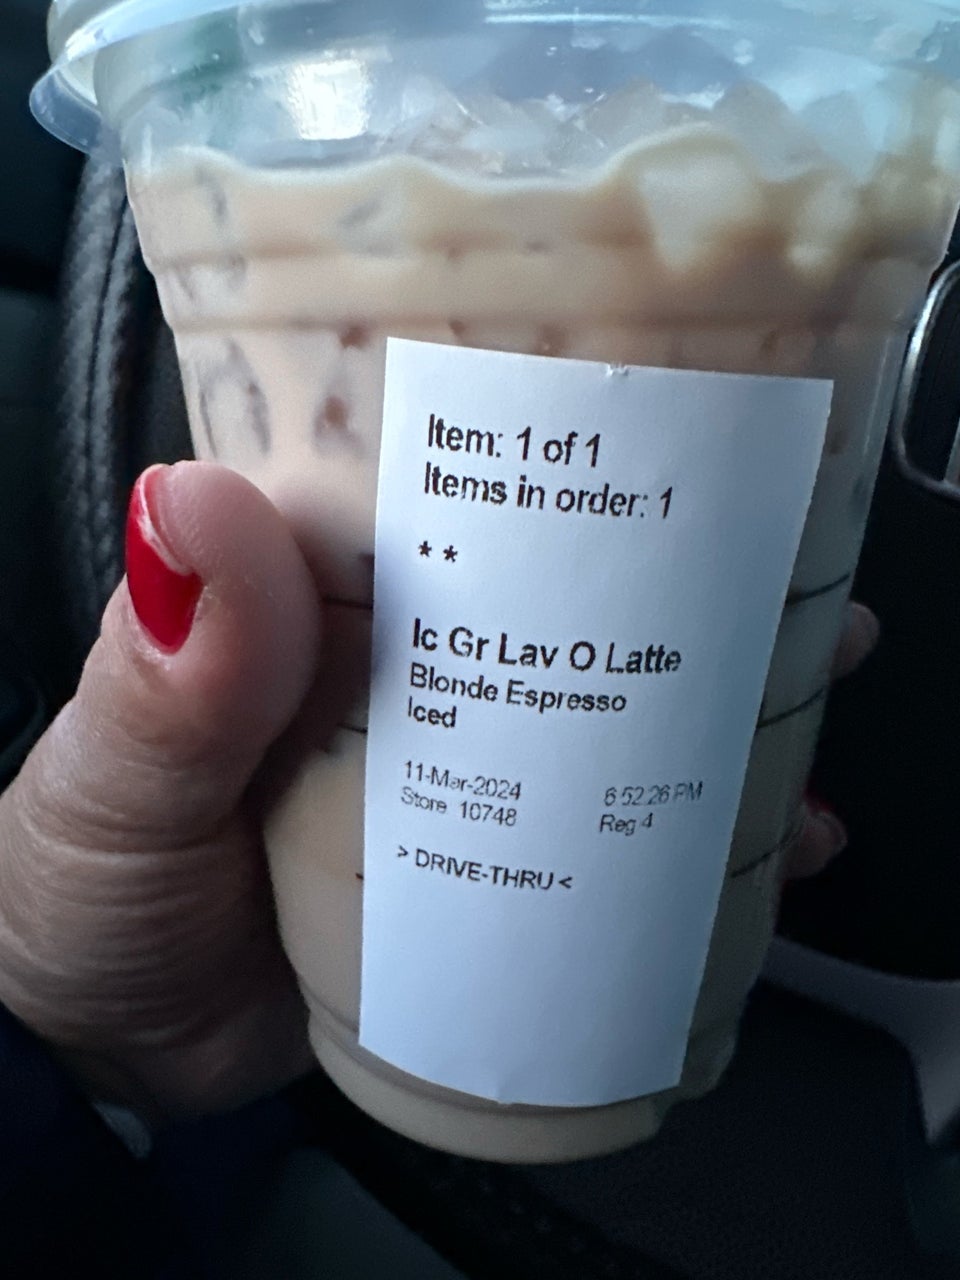 Item: 1 of 1
Items in order: 1
* *
Ic Gr Lav O Latte
Blonde Espresso
Iced
11-Mar-2024 6:52:26 PM
Store 10748 Reg 4
> DRIVE-THRU <